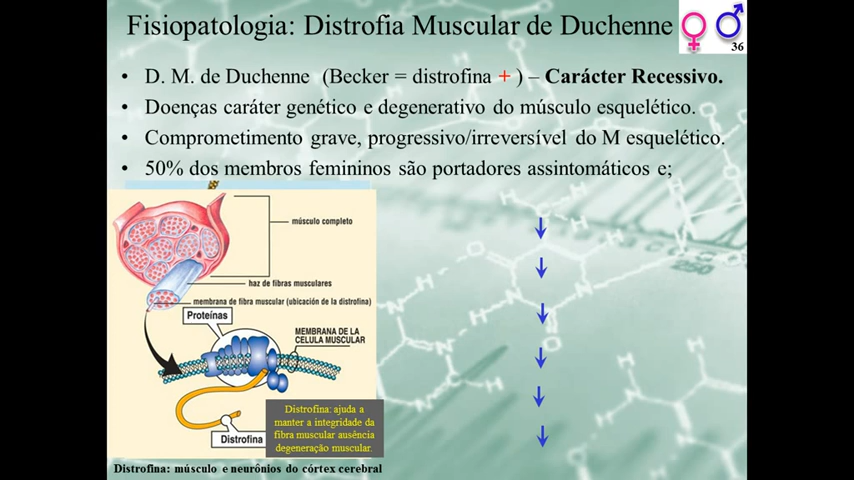 Fisiopatologia: Distrofia Muscular de Duchenne
36
• D. M. de Duchenne (Becker = distrofina + ) – Carácter Recessivo.
• Doenças caráter genético e degenerativo do músculo esquelético.
• Comprometimento grave, progressivo/irreversível do M esquelético.
• 50% dos membros femininos são portadores assintomáticos e;
músculo completo
haz de fibras musculares
membrana de fibra muscular (ubicación de la distrofina)
Proteínas
MEMBRANA DE LA
CELULA MUSCULAR
Distrofina: ajuda a
manter a integridade da
fibra muscular ausência
degeneração muscular.
Distrofina
Distrofina: músculo e neurônios do córtex cerebral
250